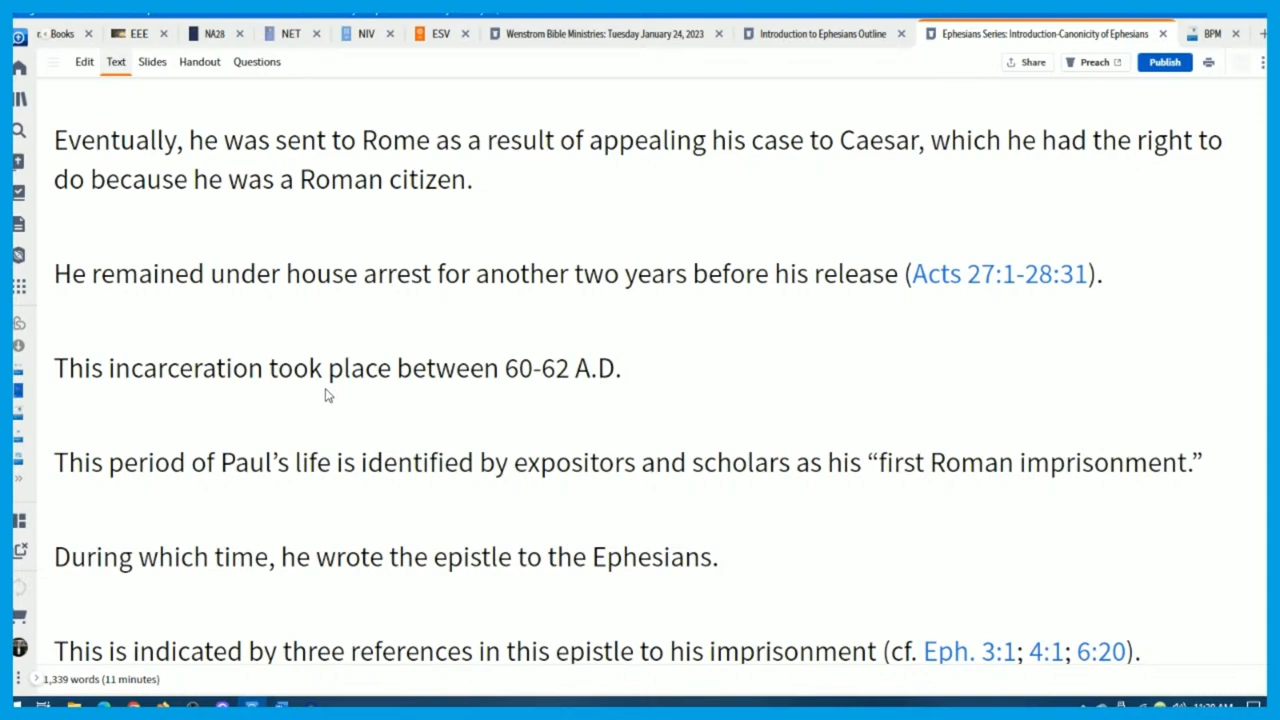 Books
EEE
NA28
NET
NIV
ESV
Wenstrom Bible Ministries: Tuesday January 24, 2023
Introduction to Ephesians Outline
Ephesians Series: Introduction-Canonicity of Ephesians
BPM
Edit
Text
Slides
Handout
Questions
Share
Preach
Publish
Eventually, he was sent to Rome as a result of appealing his case to Caesar, which he had the right to
do because he was a Roman citizen.
He remained under house arrest for another two years before his release (Acts 27:1-28:31).
This incarceration took place between 60-62 A.D.
This period of Paul’s life is identified by expositors and scholars as his “first Roman imprisonment.”
During which time, he wrote the epistle to the Ephesians.
This is indicated by three references in this epistle to his imprisonment (cf. Eph. 3:1; 4:1; 6:20).
1,339 words (11 minutes)